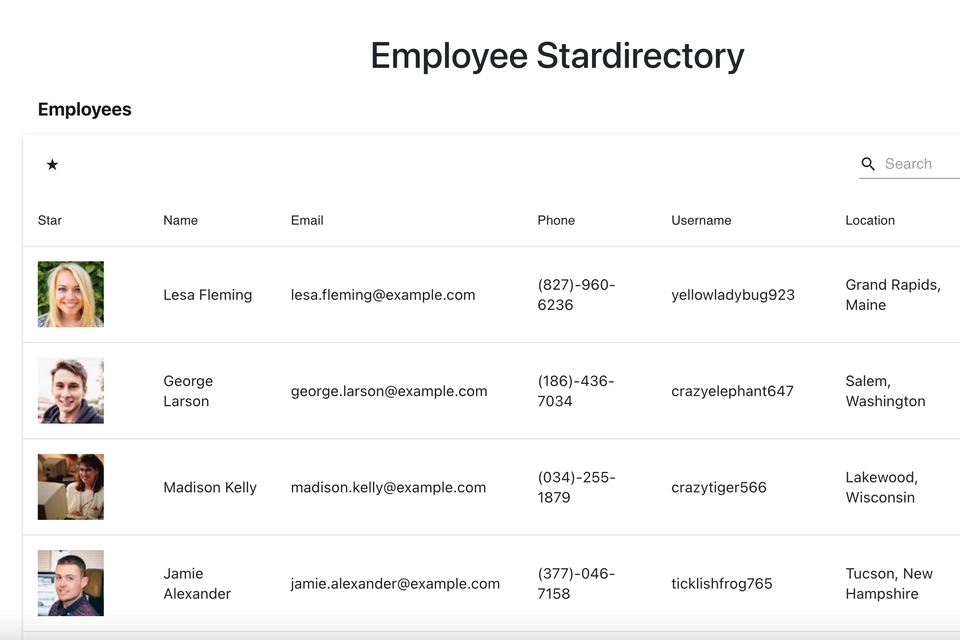 Employee Stardirectory
Employees
Search
Star Name Email Phone Username Location
Lesa Fleming lesa.fleming@example.com (827)-960-6236 yellowladybug923 Grand Rapids, Maine
George Larson george.larson@example.com (186)-436-7034 crazyelephant647 Salem, Washington
Madison Kelly madison.kelly@example.com (034)-255-1879 crazytiger566 Lakewood, Wisconsin
Jamie Alexander jamie.alexander@example.com (377)-046-7158 ticklishfrog765 Tucson, New Hampshire